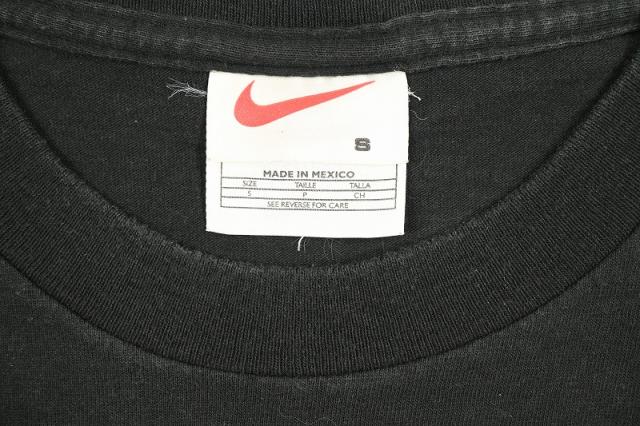 S
MADE IN MEXICO
SIZE TAILLE TALLA
S P CH
SEE REVERSE FOR CARE